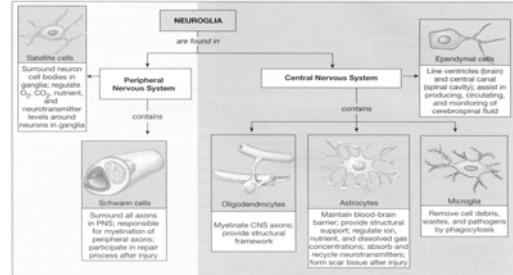 NEUROGLIA
are found in
Satellite cells
Surround neuron
cell bodies in
ganglia; regulate
O₂, CO₂, nutrient,
and
neurotransmitter
levels around
neurons in ganglia
Peripheral
Nervous System
contains
Schwann cells
Surround all axons
in PNS; responsible
for myelination of
peripheral axons;
participate in repair
process after injury
Central Nervous System
contains
Ependymal cells
Line ventricles (brain)
and central canal
(spinal cavity); assist in
producing, circulating,
and monitoring of
cerebrospinal fluid
Oligodendrocytes
Myelinate CNS axons;
provide structural
framework
Astrocytes
Maintain blood-brain
barrier; provide structural
support; regulate ion,
nutrient, and dissolved gas
concentrations; absorb and
recycle neurotransmitters;
form scar tissue after injury
Microglia
Remove cell debris,
wastes, and pathogens
by phagocytosis